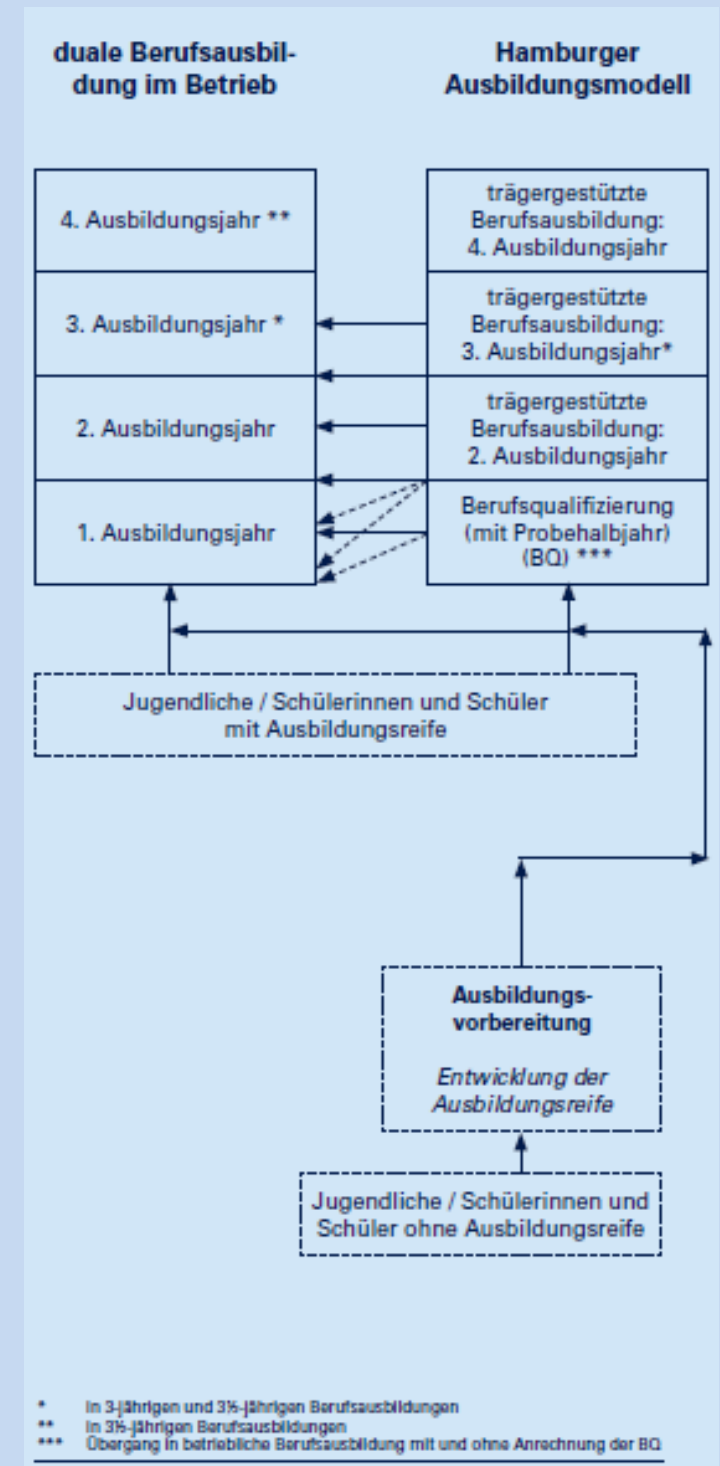 duale Berufsausbil-
dung im Betrieb
Hamburger
Ausbildungsmodell
4. Ausbildungsjahr **
trägergestützte
Berufsausbildung:
4. Ausbildungsjahr
3. Ausbildungsjahr *
trägergestützte
Berufsausbildung:
3. Ausbildungsjahr*
2. Ausbildungsjahr
trägergestützte
Berufsausbildung:
2. Ausbildungsjahr
1. Ausbildungsjahr
Berufsqualifizierung
(mit Probehalbjahr)
(BQ) ***
Jugendliche / Schülerinnen und Schüler
mit Ausbildungsreife
Ausbildungs-
vorbereitung
Entwicklung der
Ausbildungsreife
Jugendliche / Schülerinnen und
Schüler ohne Ausbildungsreife
* in 3-jährigen und 3½-jährigen Berufsausbildungen
** in 3½-jährigen Berufsausbildungen
*** Übergang in betriebliche Berufsausbildung mit und ohne Anrechnung der BQ